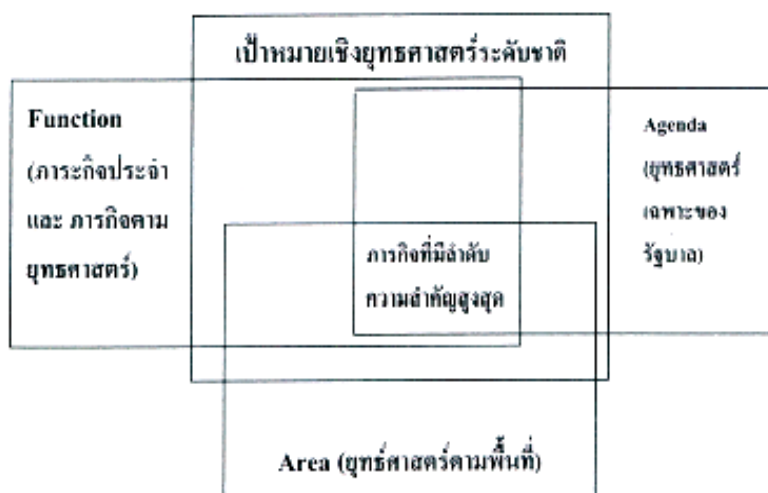 เป้าหมายเชิงยุทธศาสตร์ระดับชาติ
Function
(ภาระกิจประจำ
และ ภารกิจตาม
ยุทธศาสตร์)
Agenda
(ยุทธศาสตร์
เฉพาะของ
รัฐบาล)
ภารกิจที่มีลำดับ
ความสำคัญสูงสุด
Area (ยุทธ์ศาสตร์ตามพื้นที่)